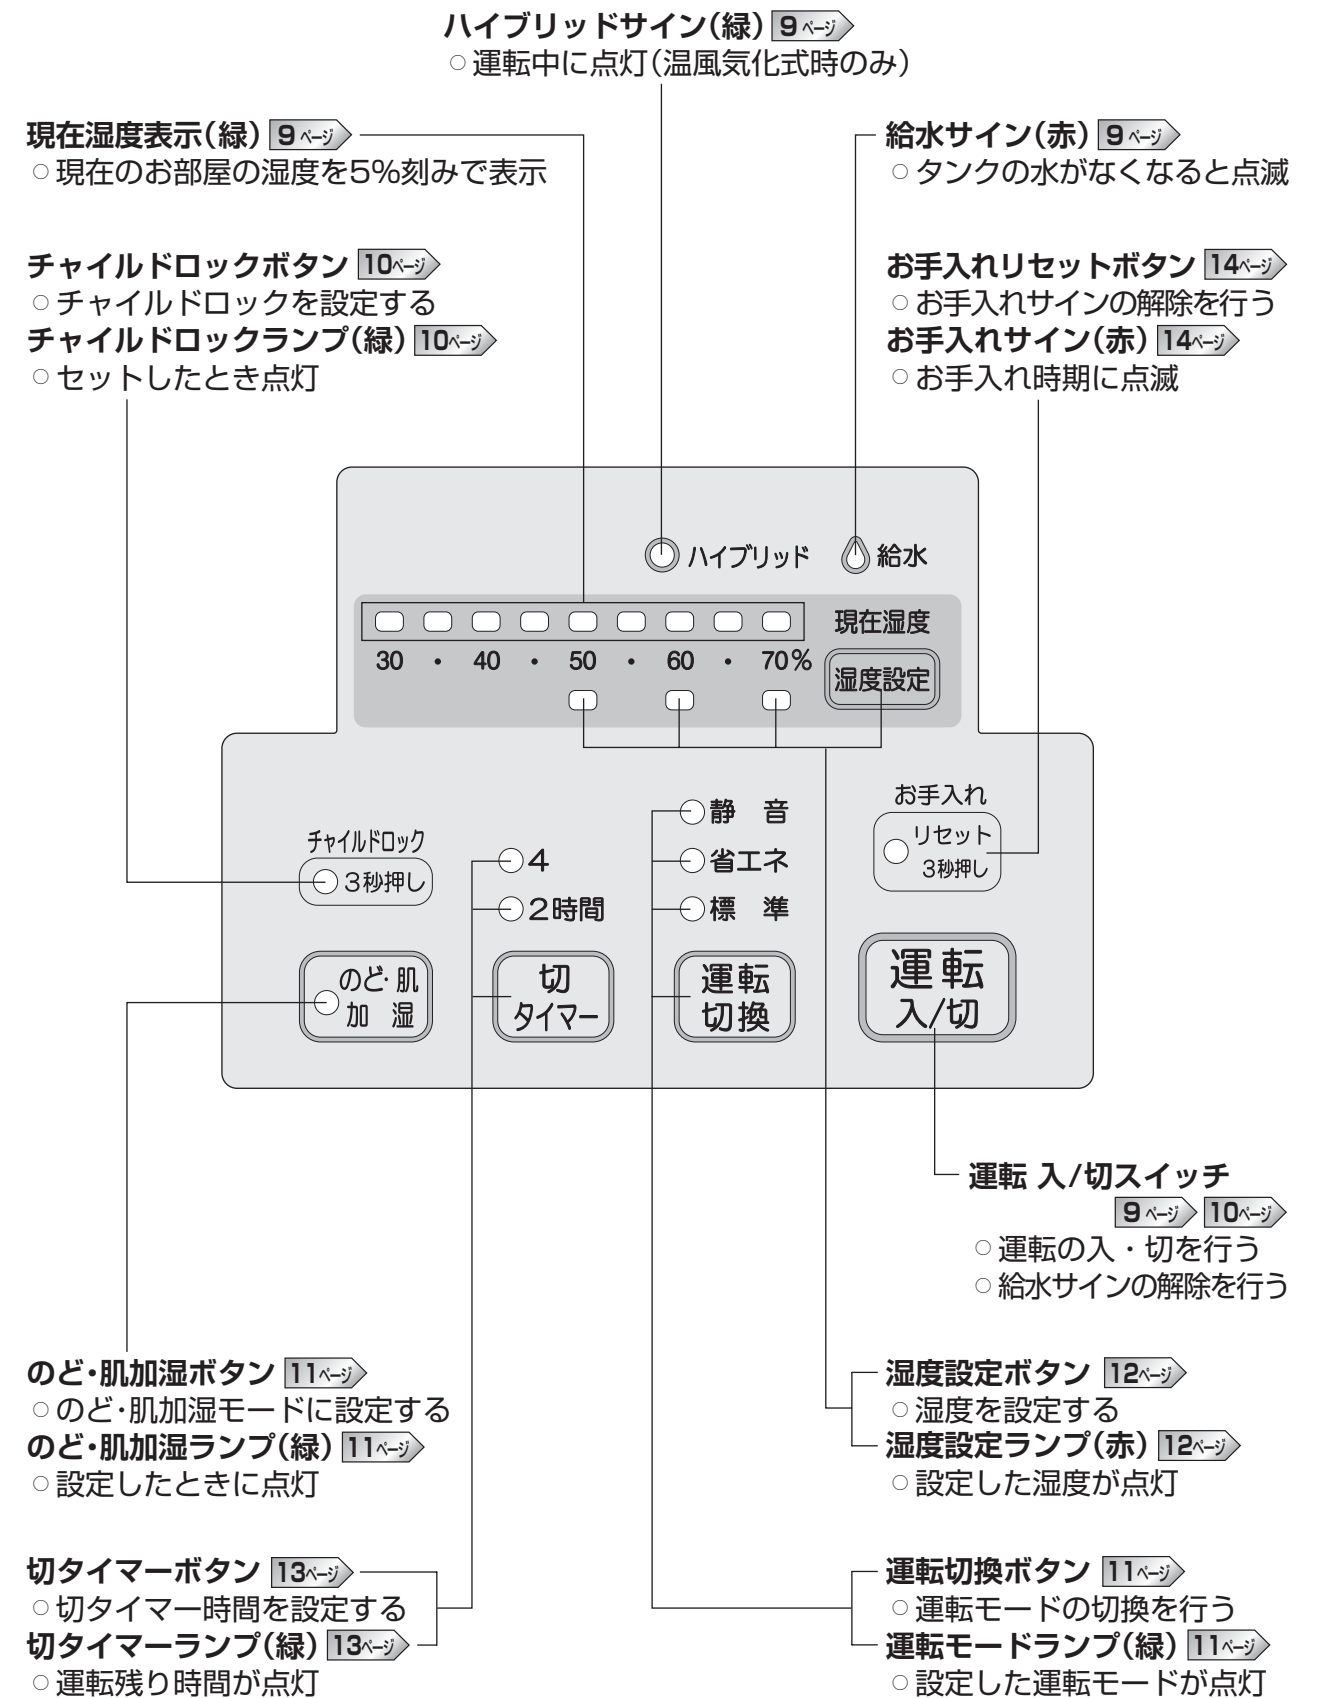 ハイブリッドサイン(緑) 9ページ
○運転中に点灯(温風気化式時のみ)
現在湿度表示(緑) 9ページ
○現在のお部屋の湿度を5%刻みで表示
給水サイン(赤) 9ページ
○タンクの水がなくなると点滅
チャイルドロックボタン 10ページ
○チャイルドロックを設定する
チャイルドロックランプ(緑) 10ページ
○セットしたとき点灯
お手入れリセットボタン 14ページ
○お手入れサインの解除を行う
お手入れサイン(赤) 14ページ
○お手入れ時期に点滅
ハイブリッド 給水
現在湿度
30 ・ 40 ・ 50 ・ 60 ・ 70%
湿度設定
チャイルドロック
3秒押し
4
2時間
静 音
省エネ
標 準
お手入れ
リセット
3秒押し
のど・肌
加 湿
切
タイマー
運転
切換
運転
入/切
運転 入/切スイッチ
9ページ 10ページ
○運転の入・切を行う
○給水サインの解除を行う
のど・肌加湿ボタン 11ページ
○のど・肌加湿モードに設定する
のど・肌加湿ランプ(緑) 11ページ
○設定したときに点灯
湿度設定ボタン 12ページ
○湿度を設定する
湿度設定ランプ(赤) 12ページ
○設定した湿度が点灯
切タイマーボタン 13ページ
○切タイマー時間を設定する
切タイマーランプ(緑) 13ページ
○運転残り時間が点灯
運転切換ボタン 11ページ
○運転モードの切換を行う
運転モードランプ(緑) 11ページ
○設定した運転モードが点灯